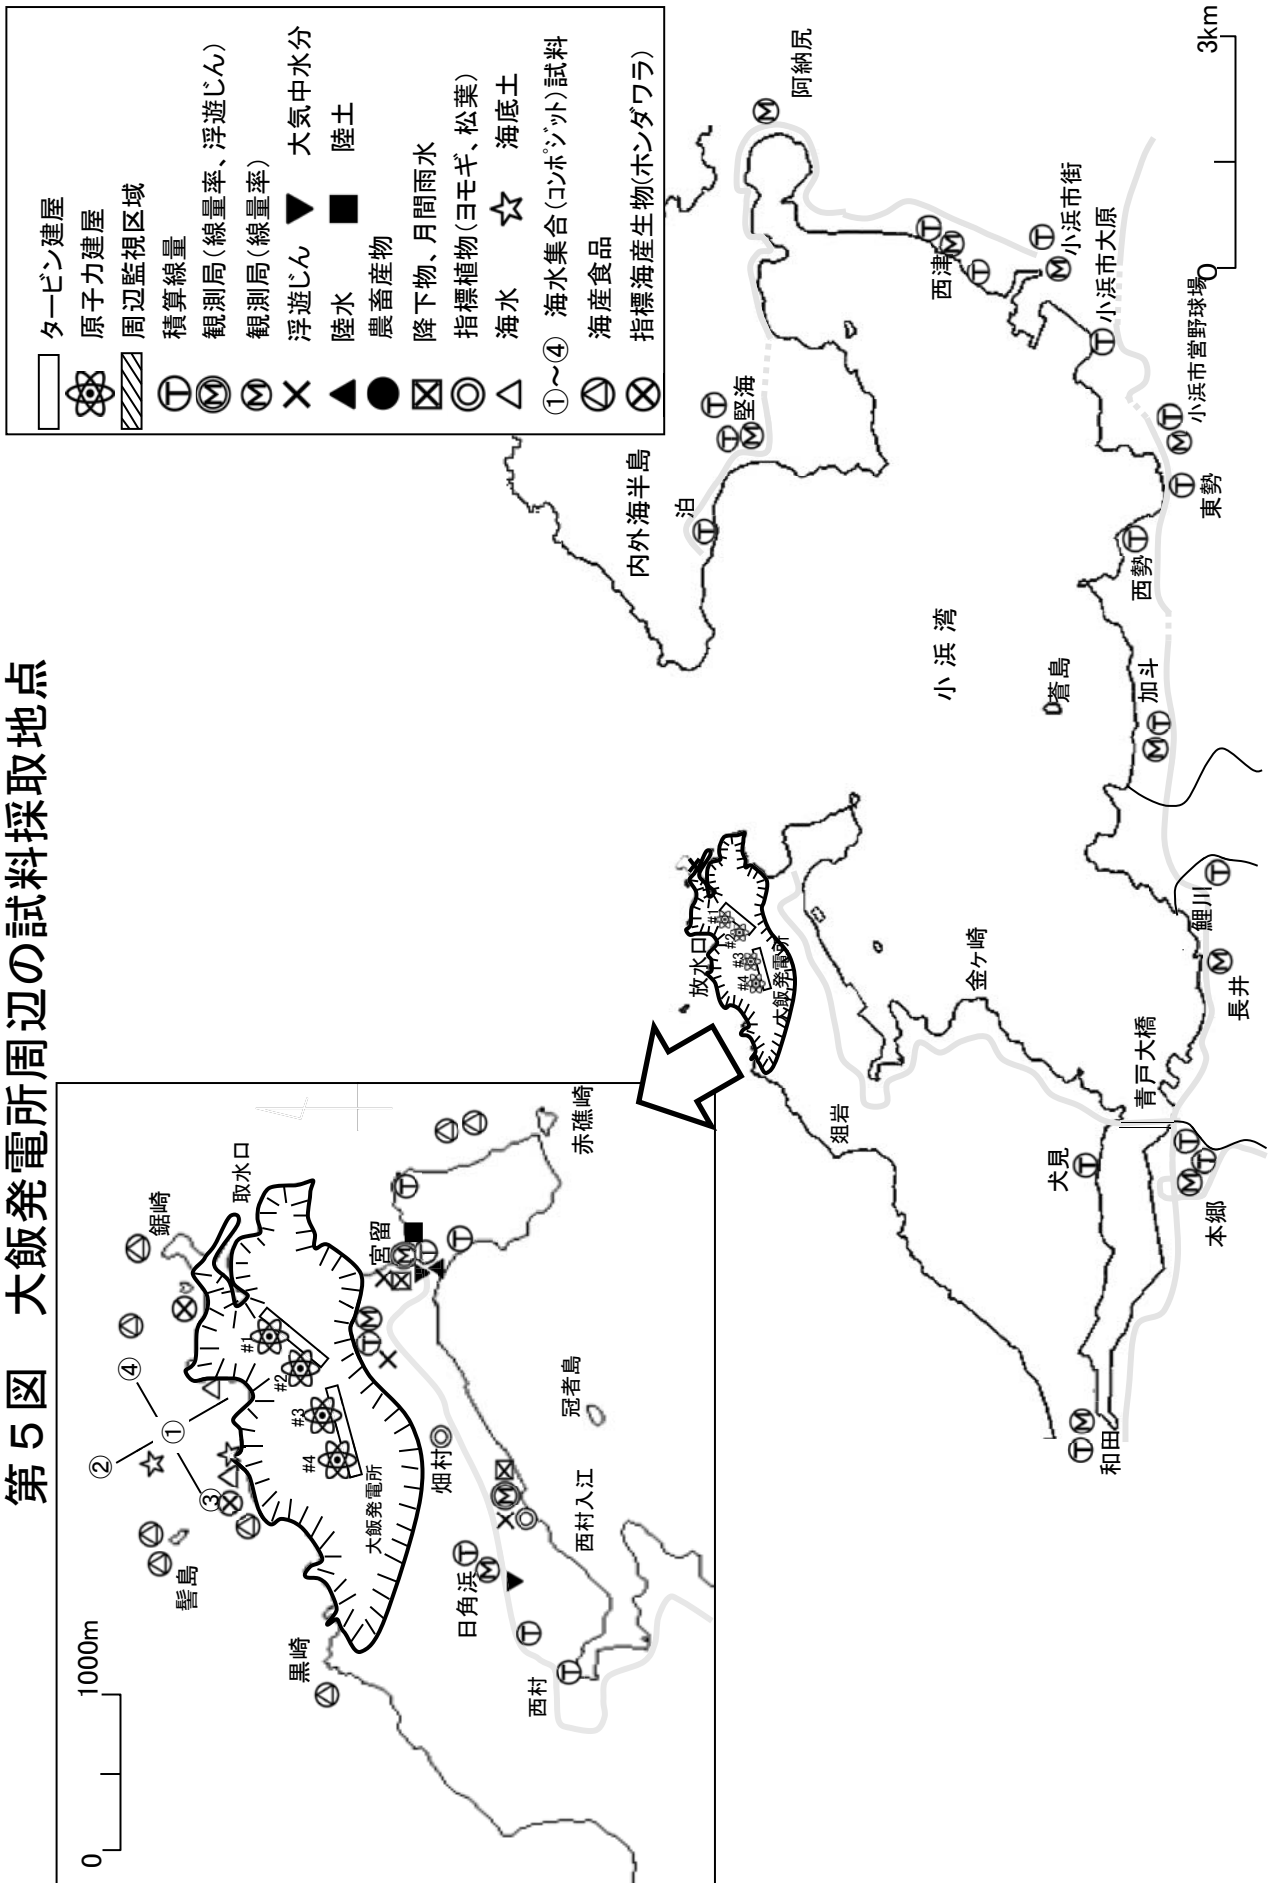 第５図　大飯発電所周辺の試料採取地点
タービン建屋
原子力建屋
周辺監視区域
Ⓣ 積算線量
Ⓜ 観測局(線量率、浮遊じん)
Ⓜ 観測局(線量率)
× 浮遊じん ▼ 大気中水分
▲ 陸水 ■ 陸土
● 農畜産物
⊠ 降下物、月間雨水
◎ 指標植物(ヨモギ、松葉)
△ 海水 ☆ 海底土
①～④ 海水集合(コンポジット)試料
海産食品
⊗ 指標海産生物(ホンダワラ)
0
1000m
鋸崎
取水口
赤礁崎
宮留
④
②
①
③
#1
#2
#3
#4
大飯発電所
髻島
黒崎
畑村
冠者島
西村入江
日角浜
西村
Ⓣ
Ⓜ
放水口
#1
#2
#3
#4
大飯発電所
内外海半島
泊
堅海
阿納尻
西津
小浜市街
小浜市大原
小浜市営野球場
東勢
西勢
小浜湾
蒼島
加斗
鯉川
長井
金ヶ崎
青戸大橋
爼岩
犬見
本郷
和田
0
3km